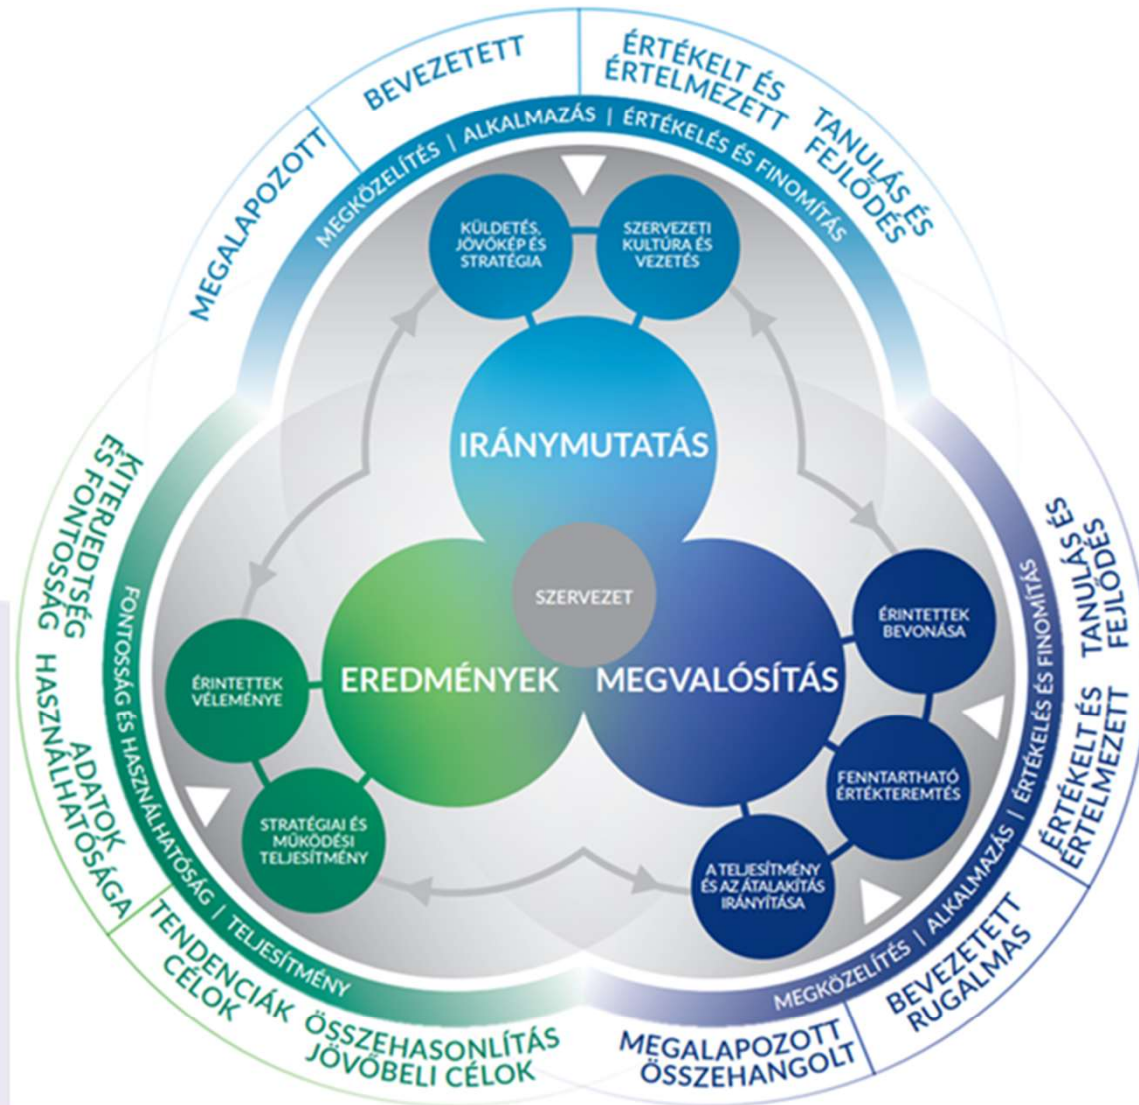 MEGALAPOZOTT
BEVEZETETT
ÉRTÉKELT ÉS
ÉRTELMEZETT
TANULÁS ÉS
FEJLŐDÉS
MEGKÖZELÍTÉS | ALKALMAZÁS | ÉRTÉKELÉS ÉS FINOMÍTÁS
KÜLDETÉS,
JÖVŐKÉP ÉS
STRATÉGIA
SZERVEZETI
KULTÚRA ÉS
VEZETÉS
IRÁNYMUTATÁS
SZERVEZET
EREDMÉNYEK
MEGVALÓSÍTÁS
ÉRINTETTEK
BEVONÁSA
FENNTARTHATÓ
ÉRTÉKTEREMTÉS
A TELJESÍTMÉNY
ÉS AZ ÁTALAKÍTÁS
IRÁNYÍTÁSA
MEGKÖZELÍTÉS | ALKALMAZÁS | ÉRTÉKELÉS ÉS FINOMÍTÁS
MEGALAPOZOTT
ÖSSZEHANGOLT
BEVEZETETT
RUGALMAS
ÉRTÉKELT ÉS
ÉRTELMEZETT
TANULÁS ÉS
FEJLŐDÉS
ÉRINTETTEK
VÉLEMÉNYE
STRATÉGIAI ÉS
MŰKÖDÉSI
TELJESÍTMÉNY
FONTOSSÁG ÉS HASZNÁLHATÓSÁG | TELJESÍTMÉNY
KITERJEDTSÉG
ÉS FONTOSSÁG
ADATOK
HASZNÁLHATÓSÁGA
TENDENCIÁK
CÉLOK
ÖSSZEHASONLÍTÁS
JÖVŐBELI CÉLOK